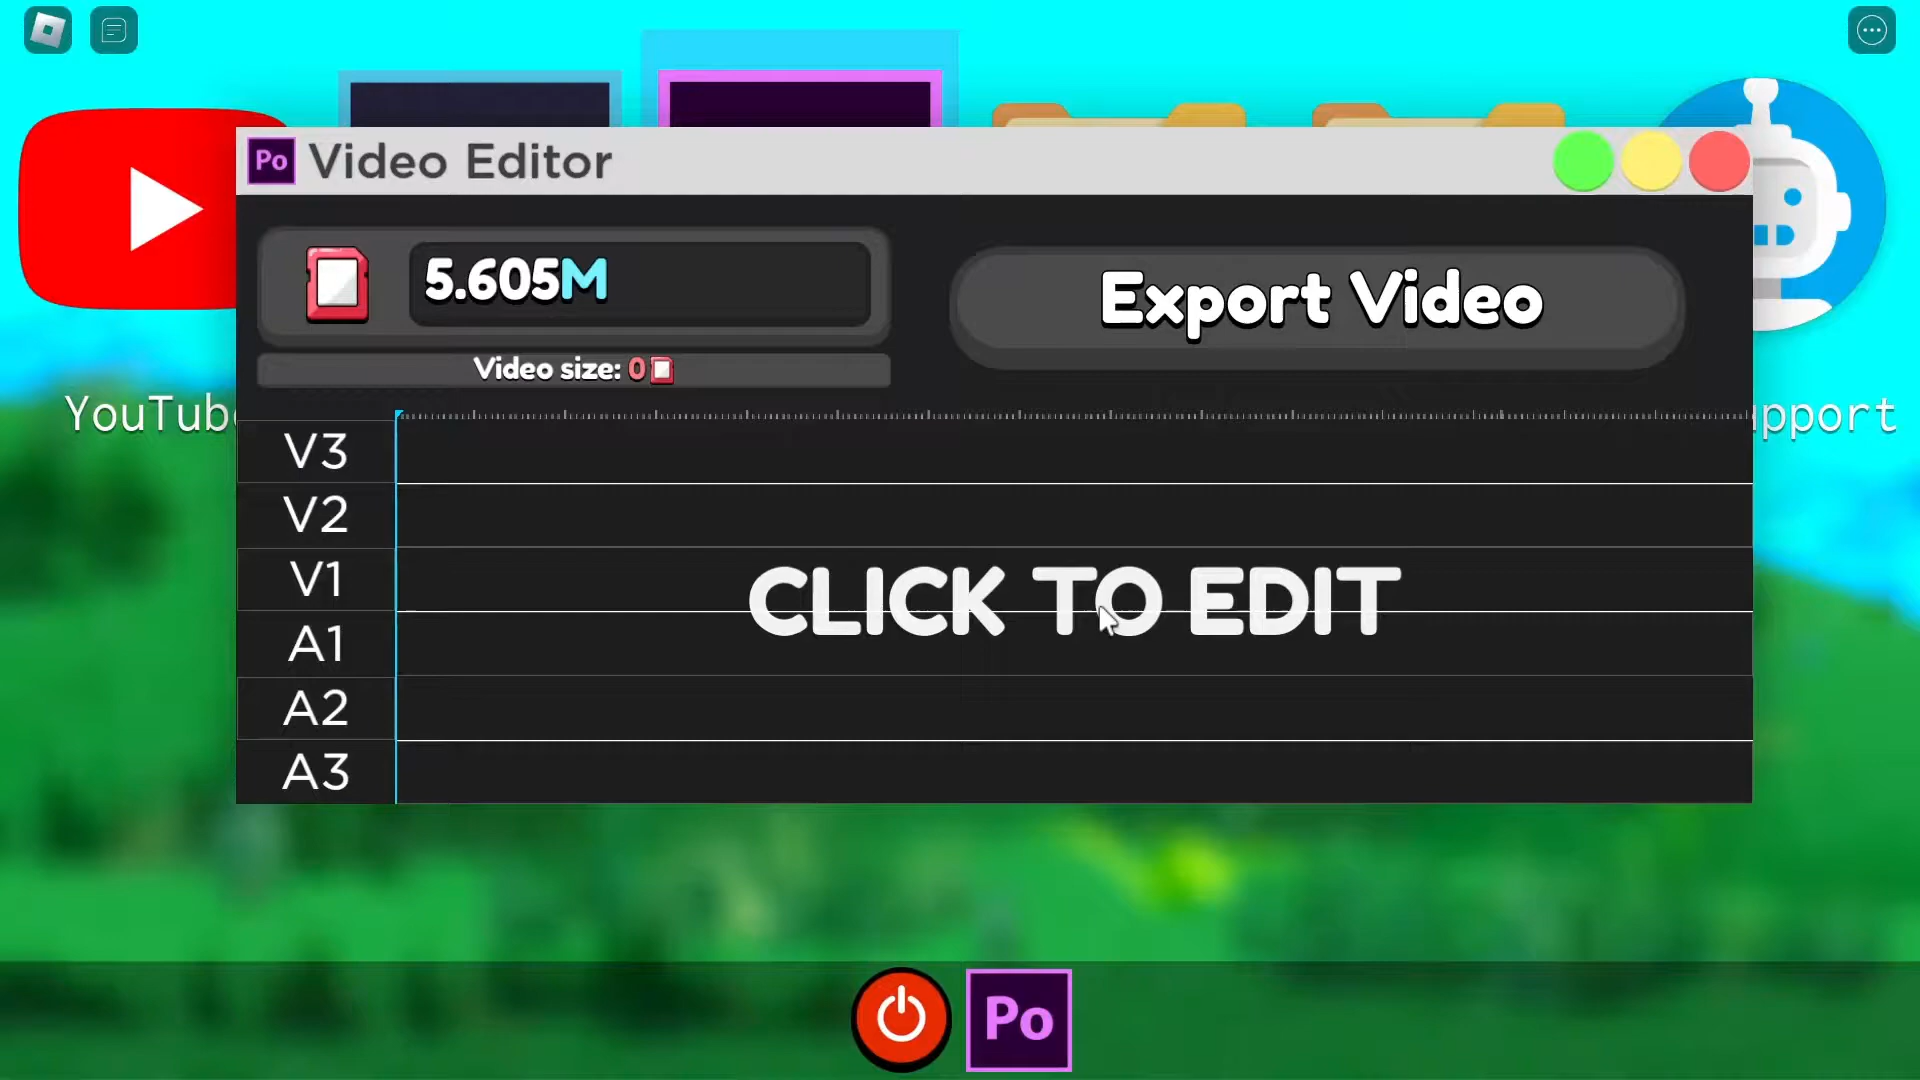 Po Video Editor
5.605M
Export Video
Video size: 0
YouTub
pport
V3
V2
V1
CLICK TO EDIT
A1
A2
A3
Po